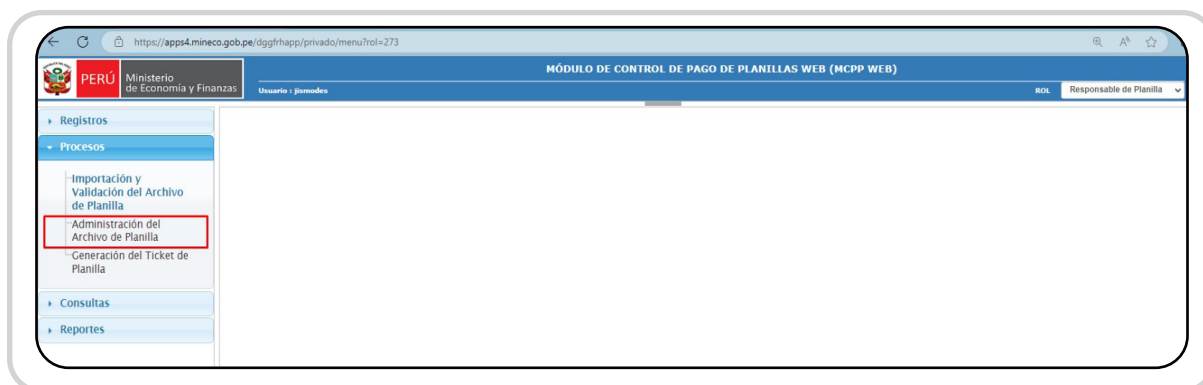 https://apps4.mineco.gob.pe/dggfrhapp/privado/menu?rol=273
PERÚ
Ministerio
de Economía y Finanzas
MÓDULO DE CONTROL DE PAGO DE PLANILLAS WEB (MCPP WEB)
Usuario : jismodes
ROL
Responsable de Planilla
Registros
Procesos
Importación y
Validación del Archivo
de Planilla
Administración del
Archivo de Planilla
Generación del Ticket de
Planilla
Consultas
Reportes